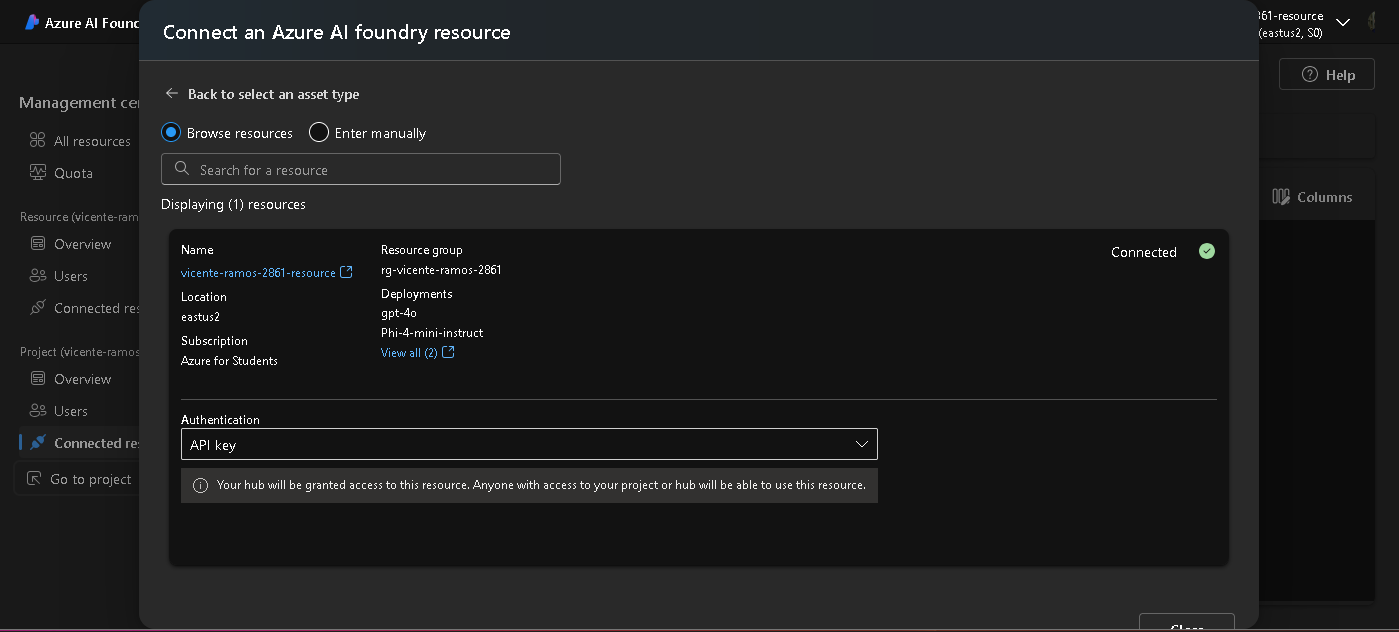 Azure AI Found
Connect an Azure AI foundry resource
861-resource
(eastus2, S0)
Help
Management cen
Back to select an asset type
Browse resources
Enter manually
All resources
Search for a resource
Quota
Columns
Displaying (1) resources
Resource (vicente-ram
Overview
Users
Connected res
Name
vicente-ramos-2861-resource
Location
eastus2
Subscription
Azure for Students
Resource group
rg-vicente-ramos-2861
Deployments
gpt-4o
Phi-4-mini-instruct
View all (2)
Connected
Project (vicente-ramos
Overview
Users
Connected res
Go to project
Authentication
API key
Your hub will be granted access to this resource. Anyone with access to your project or hub will be able to use this resource.
Close